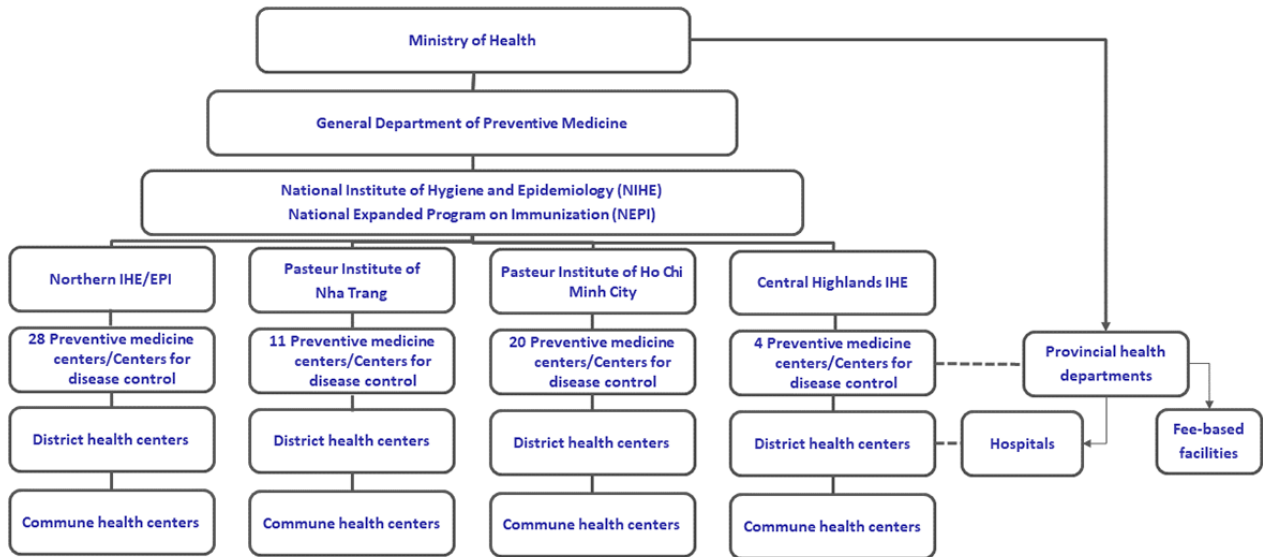 Ministry of Health
General Department of Preventive Medicine
National Institute of Hygiene and Epidemiology (NIHE)
National Expanded Program on Immunization (NEPI)
Northern IHE/EPI
Pasteur Institute of
Nha Trang
Pasteur Institute of Ho Chi
Minh City
Central Highlands IHE
28 Preventive medicine
centers/Centers for
disease control
11 Preventive medicine
centers/Centers for
disease control
20 Preventive medicine
centers/Centers for
disease control
4 Preventive medicine
centers/Centers for
disease control
Provincial health
departments
District health centers
District health centers
District health centers
District health centers
Hospitals
Fee-based
facilities
Commune health centers
Commune health centers
Commune health centers
Commune health centers